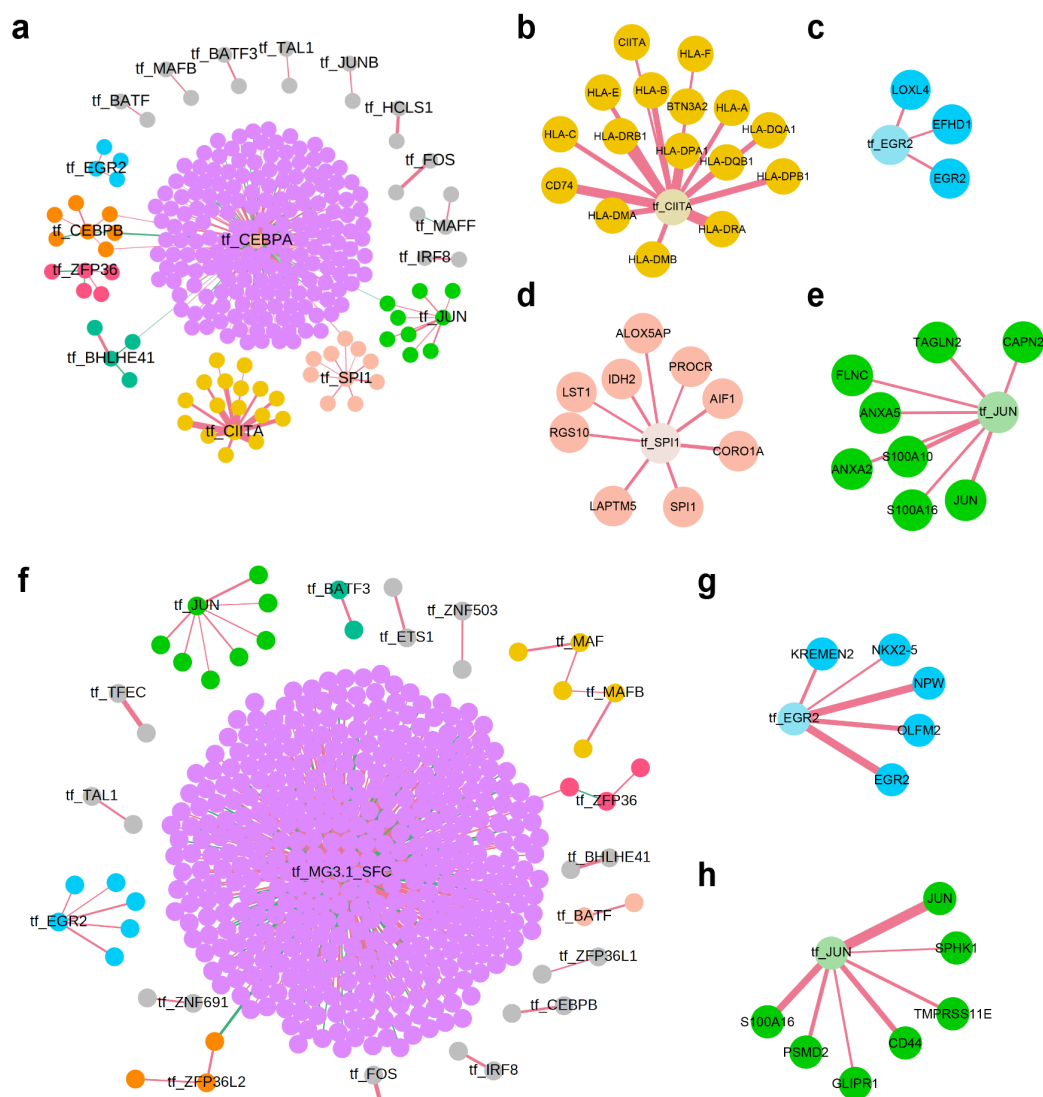 a
tf_TAL1
tf_BATF3
tf_JUNB
tf_MAFB
tf_BATF
tf_HCLS1
tf_FOS
tf_EGR2
tf_MAFF
tf_CEBPB
tf_CEBPA
tf_IRF8
tf_ZFP36
tf_JUN
tf_BHLHE41
tf_SPI1
tf_CIITA
b
CIITA
HLA-F
HLA-E
HLA-B
BTN3A2
HLA-A
HLA-C
HLA-DRB1
HLA-DPA1
HLA-DQA1
HLA-DQB1
CD74
HLA-DPB1
tf_CIITA
HLA-DMA
HLA-DRA
HLA-DMB
c
LOXL4
EFHD1
tf_EGR2
EGR2
d
ALOX5AP
PROCR
IDH2
LST1
AIF1
RGS10
tf_SPI1
CORO1A
LAPTM5
SPI1
e
TAGLN2
CAPN2
FLNC
ANXA5
tf_JUN
S100A10
ANXA2
S100A16
JUN
f
tf_JUN
tf_BATF3
tf_ZNF503
tf_ETS1
tf_MAF
tf_TFEC
tf_MAFB
tf_TAL1
tf_ZFP36
tf_BHLHE41
tf_MG3.1_SFC
tf_EGR2
tf_BATF
tf_ZFP36L1
tf_ZNF691
tf_CEBPB
tf_IRF8
tf_ZFP36L2
tf_FOS
g
KREMEN2
NKX2-5
NPW
tf_EGR2
OLFM2
EGR2
h
JUN
tf_JUN
SPHK1
S100A16
TMPRSS11E
PSMD2
CD44
GLIPR1